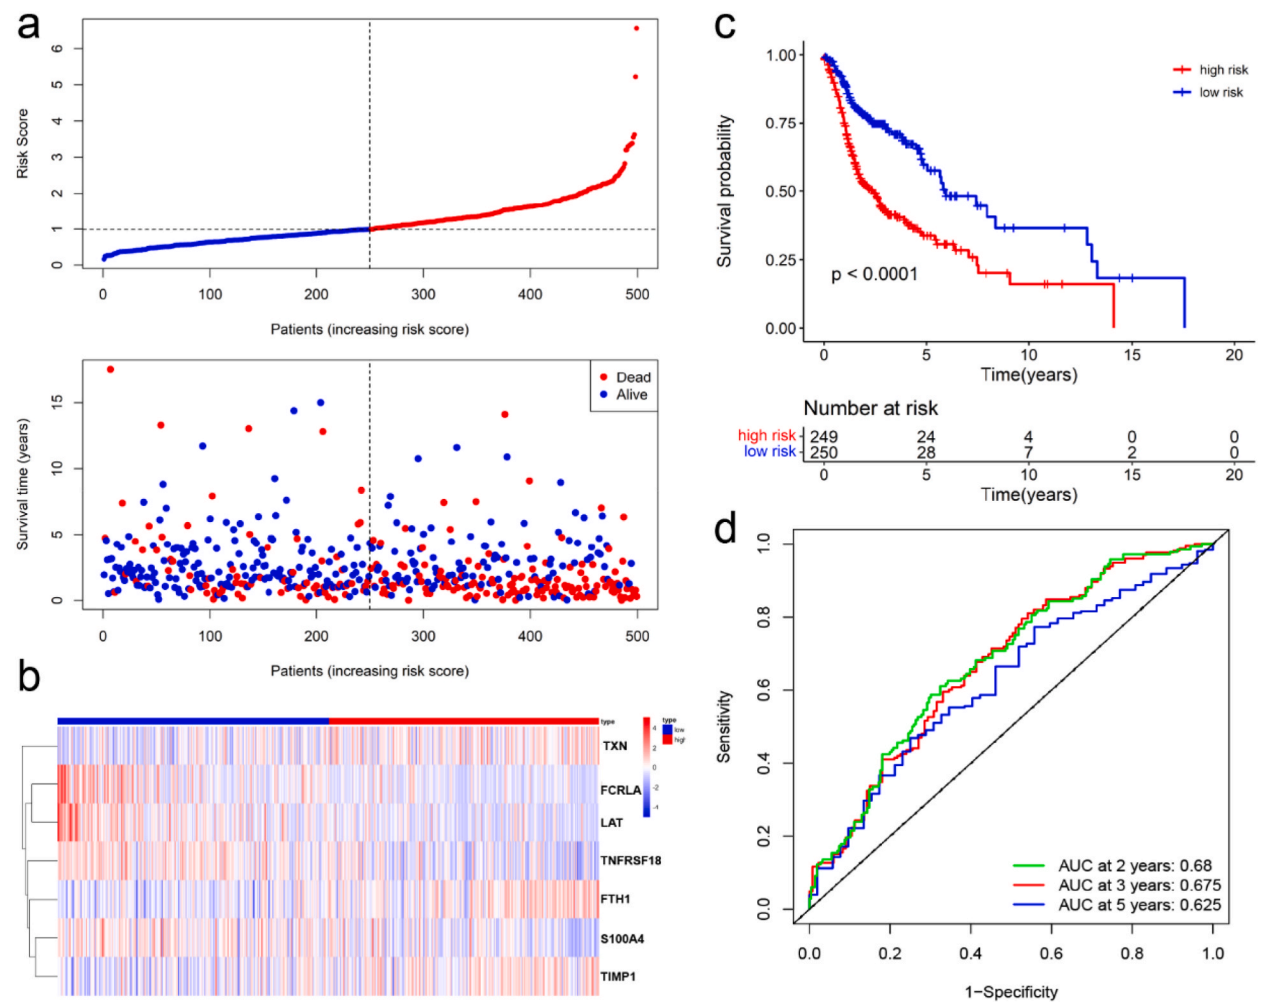 a
Risk Score
6
5
4
3
2
1
0
0 100 200 300 400 500
Patients (increasing risk score)
Survival time (years)
15
10
5
0
Dead
Alive
0 100 200 300 400 500
Patients (increasing risk score)
b
type
TXN
FCRLA
LAT
TNFRSF18
FTH1
S100A4
TIMP1
4
2
0
-2
-4
type
low
high
c
Survival probability
1.00
0.75
0.50
0.25
0.00
high risk
low risk
p < 0.0001
0 5 10 15 20
Time(years)
Number at risk
high risk 249 24 4 0 0
low risk 250 28 7 2 0
0 5 10 15 20
Time(years)
d
Sensitivity
1.0
0.8
0.6
0.4
0.2
0.0
AUC at 2 years: 0.68
AUC at 3 years: 0.675
AUC at 5 years: 0.625
0.0 0.2 0.4 0.6 0.8 1.0
1−Specificity